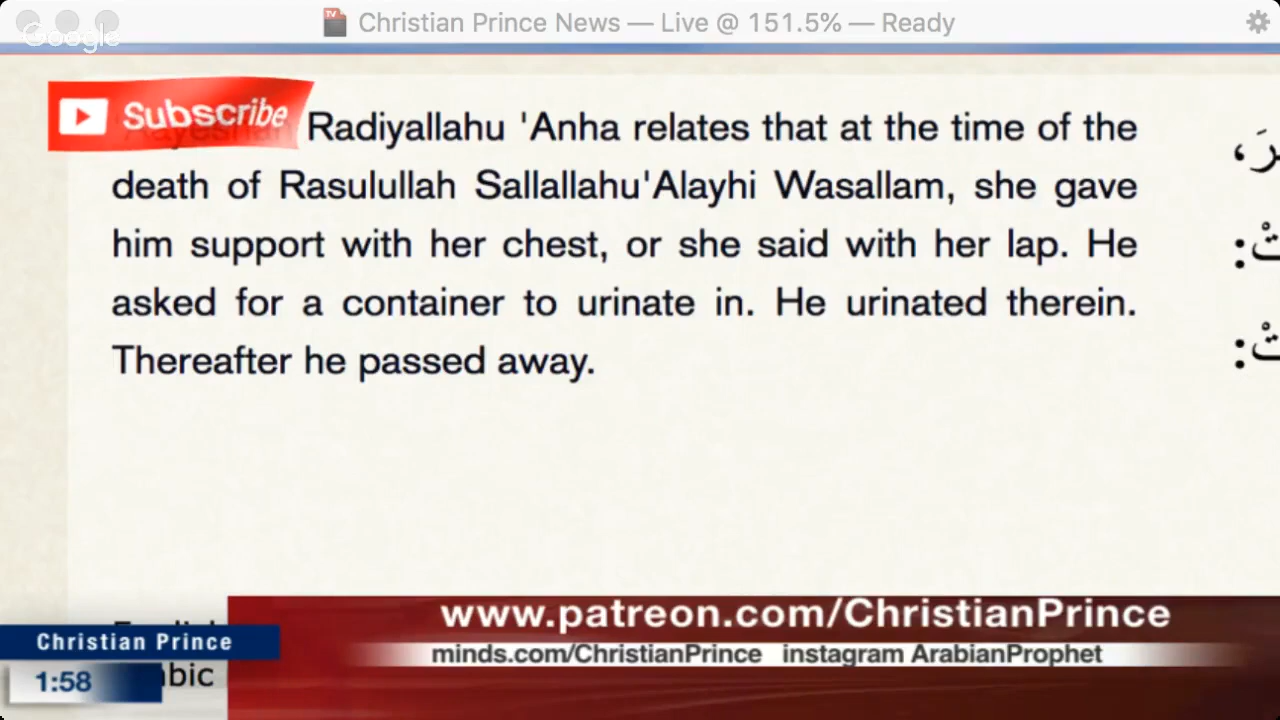 Christian Prince News — Live @ 151.5% — Ready
Google
Subscribe
Radiyallahu 'Anha relates that at the time of the
death of Rasulullah Sallallahu'Alayhi Wasallam, she gave
him support with her chest, or she said with her lap. He
asked for a container to urinate in. He urinated therein.
Thereafter he passed away.
www.patreon.com/ChristianPrince
Christian Prince
minds.com/ChristianPrince instagram ArabianProphet
1:58